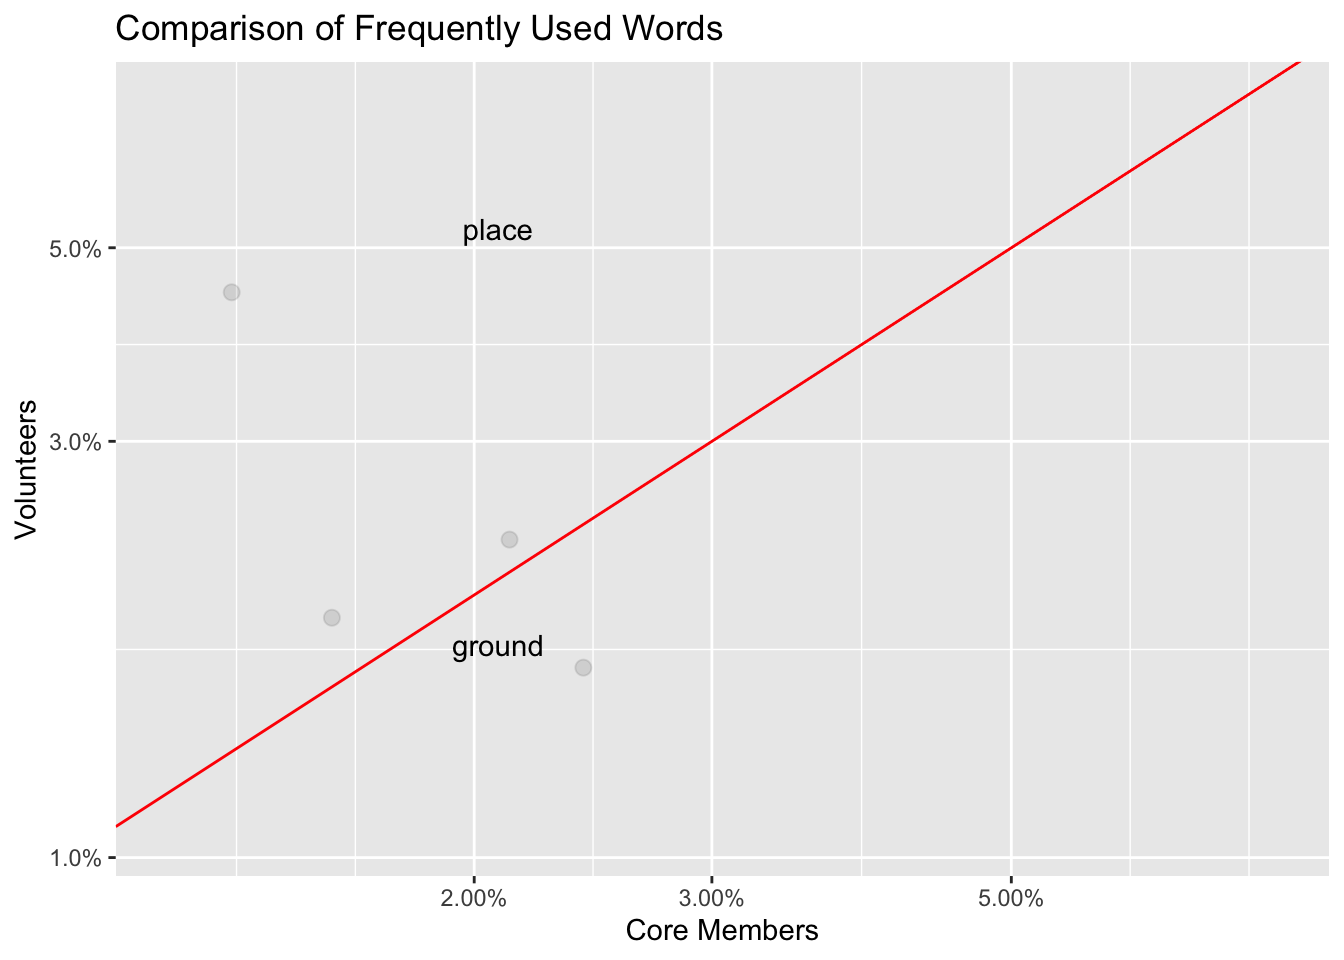 Comparison of Frequently Used Words
place
5.0%
3.0%
Volunteers
ground
1.0%
2.00% 3.00% 5.00%
Core Members